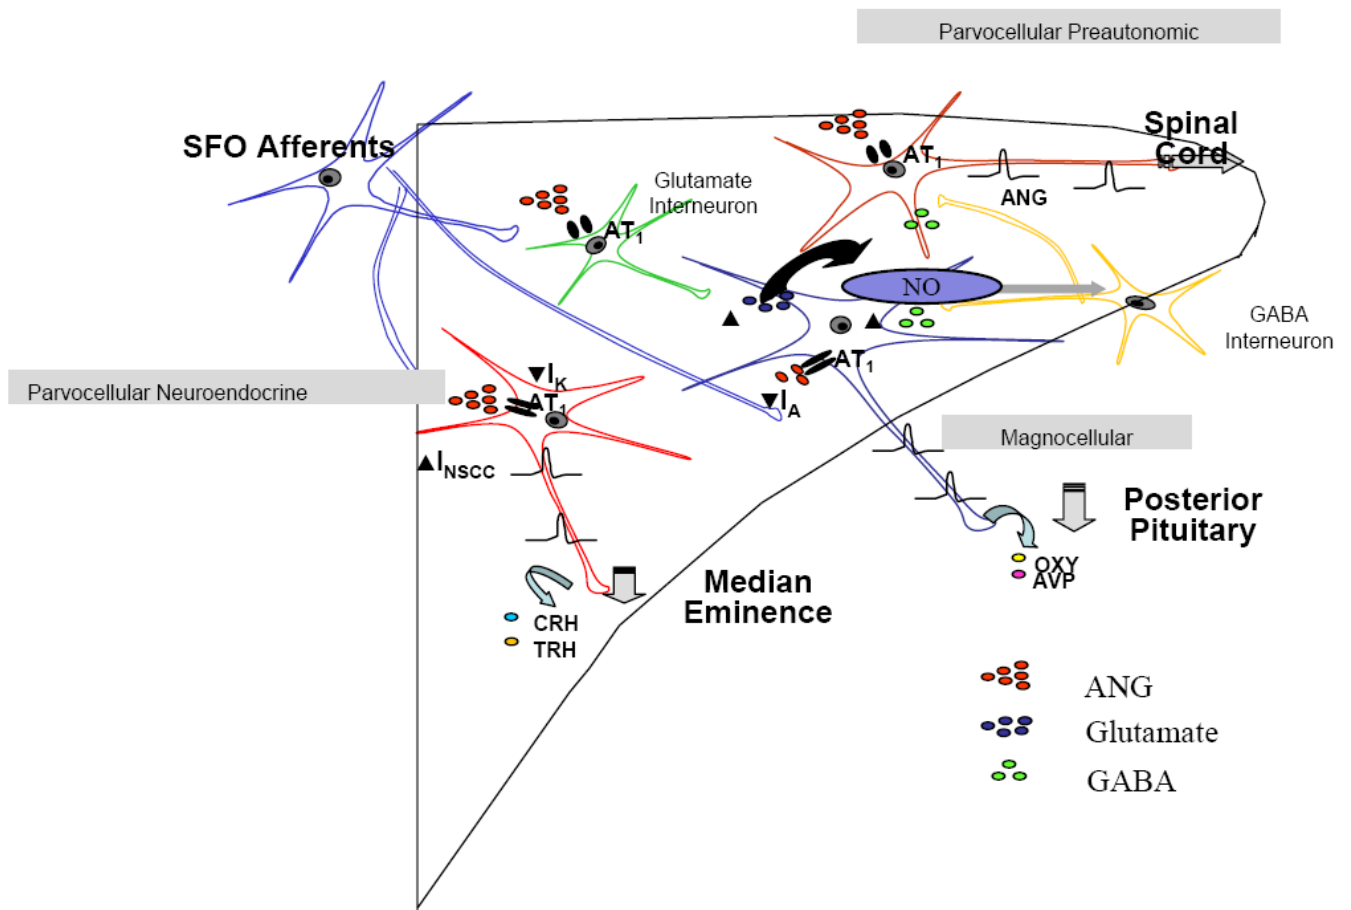 Parvocellular Preautonomic
SFO Afferents
Spinal
Cord
AT1
ANG
Glutamate
Interneuron
AT1
NO
GABA
Interneuron
AT1
IA
Parvocellular Neuroendocrine
IK
AT1
INSCC
Magnocellular
Posterior
Pituitary
OXY
AVP
Median
Eminence
CRH
TRH
ANG
Glutamate
GABA